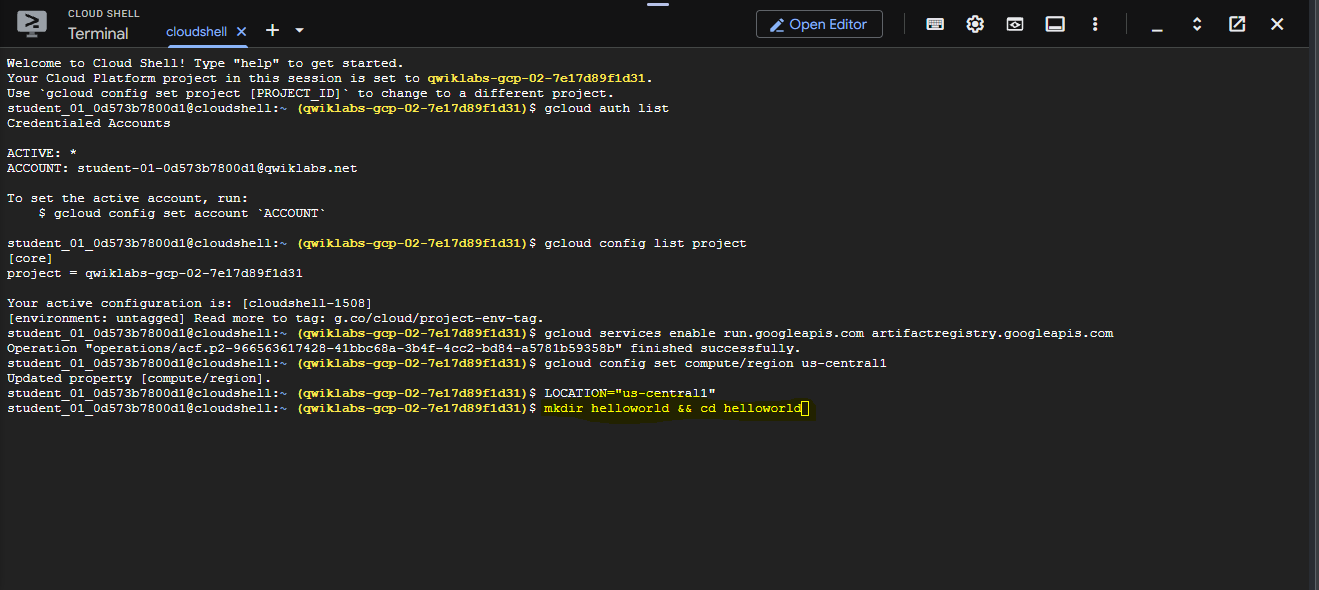 CLOUD SHELL
Terminal
cloudshell
Open Editor
Welcome to Cloud Shell! Type "help" to get started.
Your Cloud Platform project in this session is set to qwiklabs-gcp-02-7e17d89f1d31.
Use `gcloud config set project [PROJECT_ID]` to change to a different project.
student_01_0d573b7800d1@cloudshell:~ (qwiklabs-gcp-02-7e17d89f1d31)$ gcloud auth list
Credentialed Accounts
ACTIVE: *
ACCOUNT: student-01-0d573b7800d1@qwiklabs.net
To set the active account, run:
$ gcloud config set account `ACCOUNT`
student_01_0d573b7800d1@cloudshell:~ (qwiklabs-gcp-02-7e17d89f1d31)$ gcloud config list project
[core]
project = qwiklabs-gcp-02-7e17d89f1d31
Your active configuration is: [cloudshell-1508]
[environment: untagged] Read more to tag: g.co/cloud/project-env-tag.
student_01_0d573b7800d1@cloudshell:~ (qwiklabs-gcp-02-7e17d89f1d31)$ gcloud services enable run.googleapis.com artifactregistry.googleapis.com
Operation "operations/acf.p2-966563617428-41bbc68a-3b4f-4cc2-bd84-a5781b59358b" finished successfully.
student_01_0d573b7800d1@cloudshell:~ (qwiklabs-gcp-02-7e17d89f1d31)$ gcloud config set compute/region us-central1
Updated property [compute/region].
student_01_0d573b7800d1@cloudshell:~ (qwiklabs-gcp-02-7e17d89f1d31)$ LOCATION="us-central1"
student_01_0d573b7800d1@cloudshell:~ (qwiklabs-gcp-02-7e17d89f1d31)$ mkdir helloworld && cd helloworld